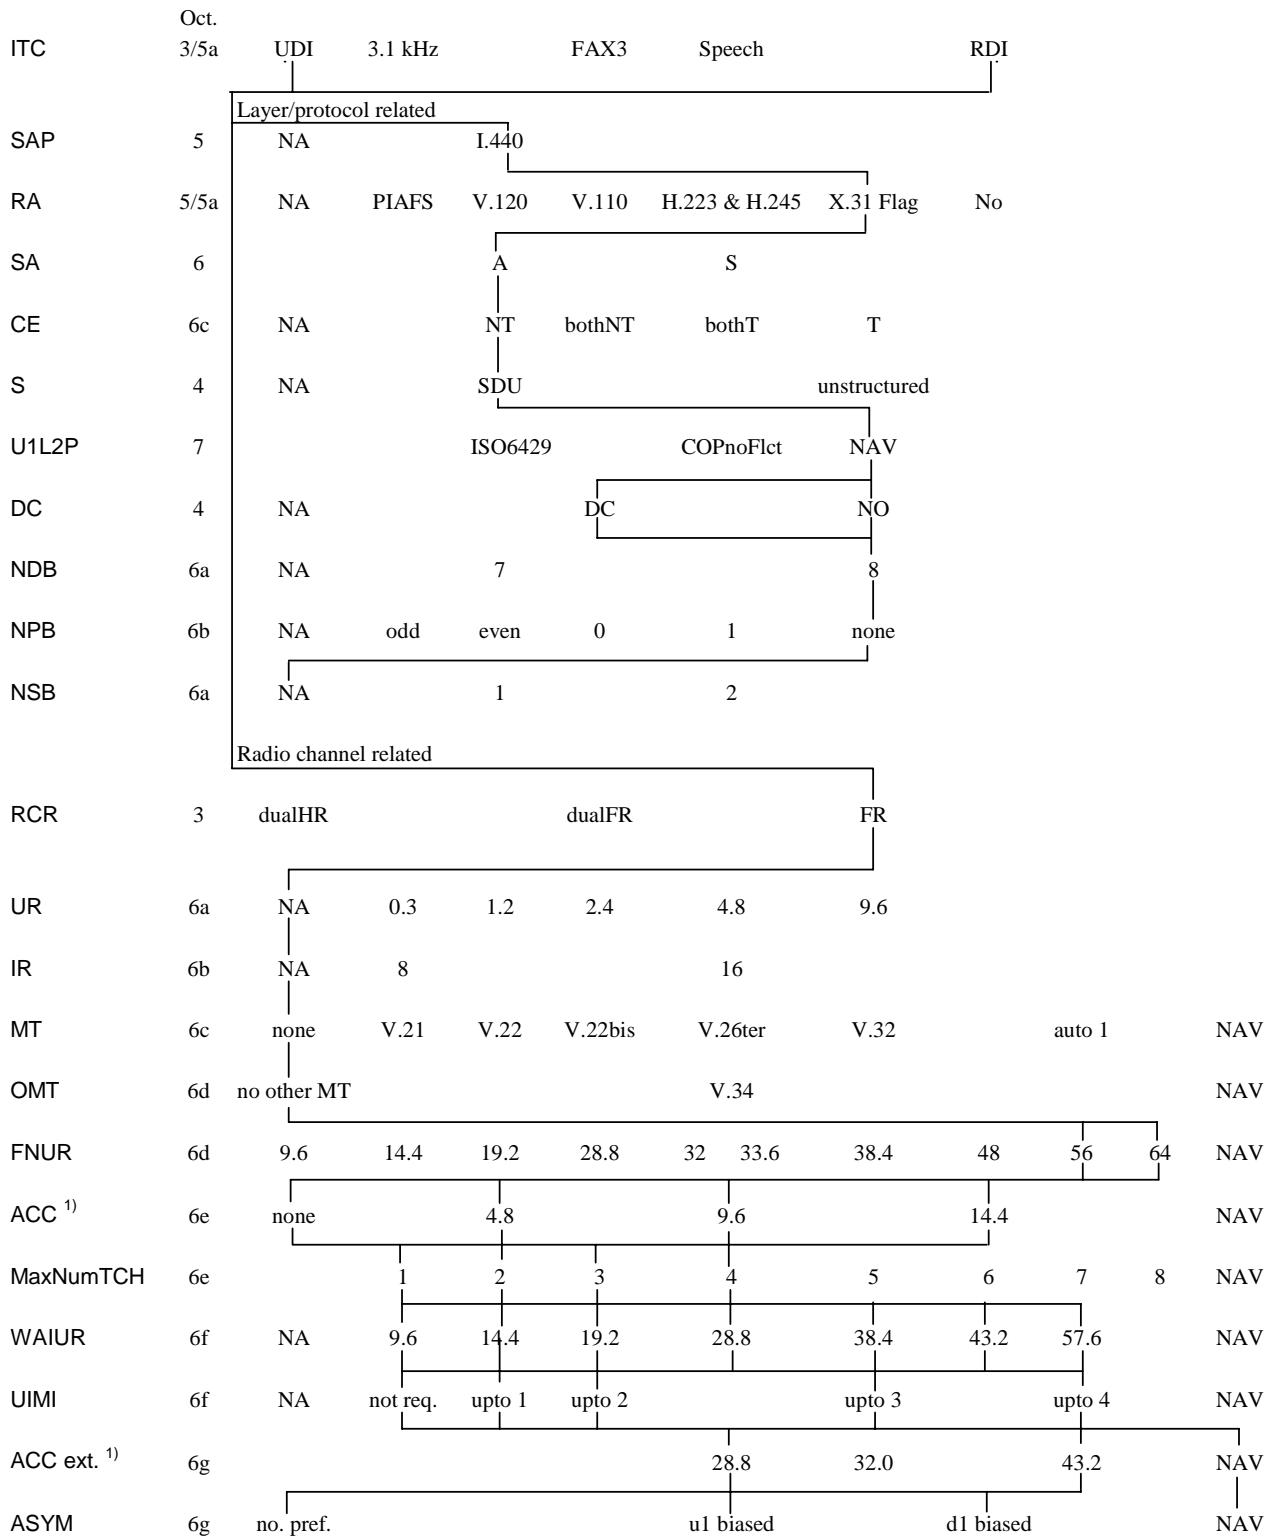 Oct.
ITC 3/5a UDI 3.1 kHz FAX3 Speech RDI
Layer/protocol related
SAP 5 NA I.440
RA 5/5a NA PIAFS V.120 V.110 H.223 & H.245 X.31 Flag No
SA 6 A S
CE 6c NA NT bothNT bothT T
S 4 NA SDU unstructured
U1L2P 7 ISO6429 COPnoFlct NAV
DC 4 NA DC NO
NDB 6a NA 7 8
NPB 6b NA odd even 0 1 none
NSB 6a NA 1 2
Radio channel related
RCR 3 dualHR dualFR FR
UR 6a NA 0.3 1.2 2.4 4.8 9.6
IR 6b NA 8 16
MT 6c none V.21 V.22 V.22bis V.26ter V.32 auto 1 NAV
OMT 6d no other MT V.34 NAV
FNUR 6d 9.6 14.4 19.2 28.8 32 33.6 38.4 48 56 64 NAV
ACC 1) 6e none 4.8 9.6 14.4 NAV
MaxNumTCH 6e 1 2 3 4 5 6 7 8 NAV
WAIUR 6f NA 9.6 14.4 19.2 28.8 38.4 43.2 57.6 NAV
UIMI 6f NA not req. upto 1 upto 2 upto 3 upto 4 NAV
ACC ext. 1) 6g 28.8 32.0 43.2 NAV
ASYM 6g no. pref. u1 biased d1 biased NAV